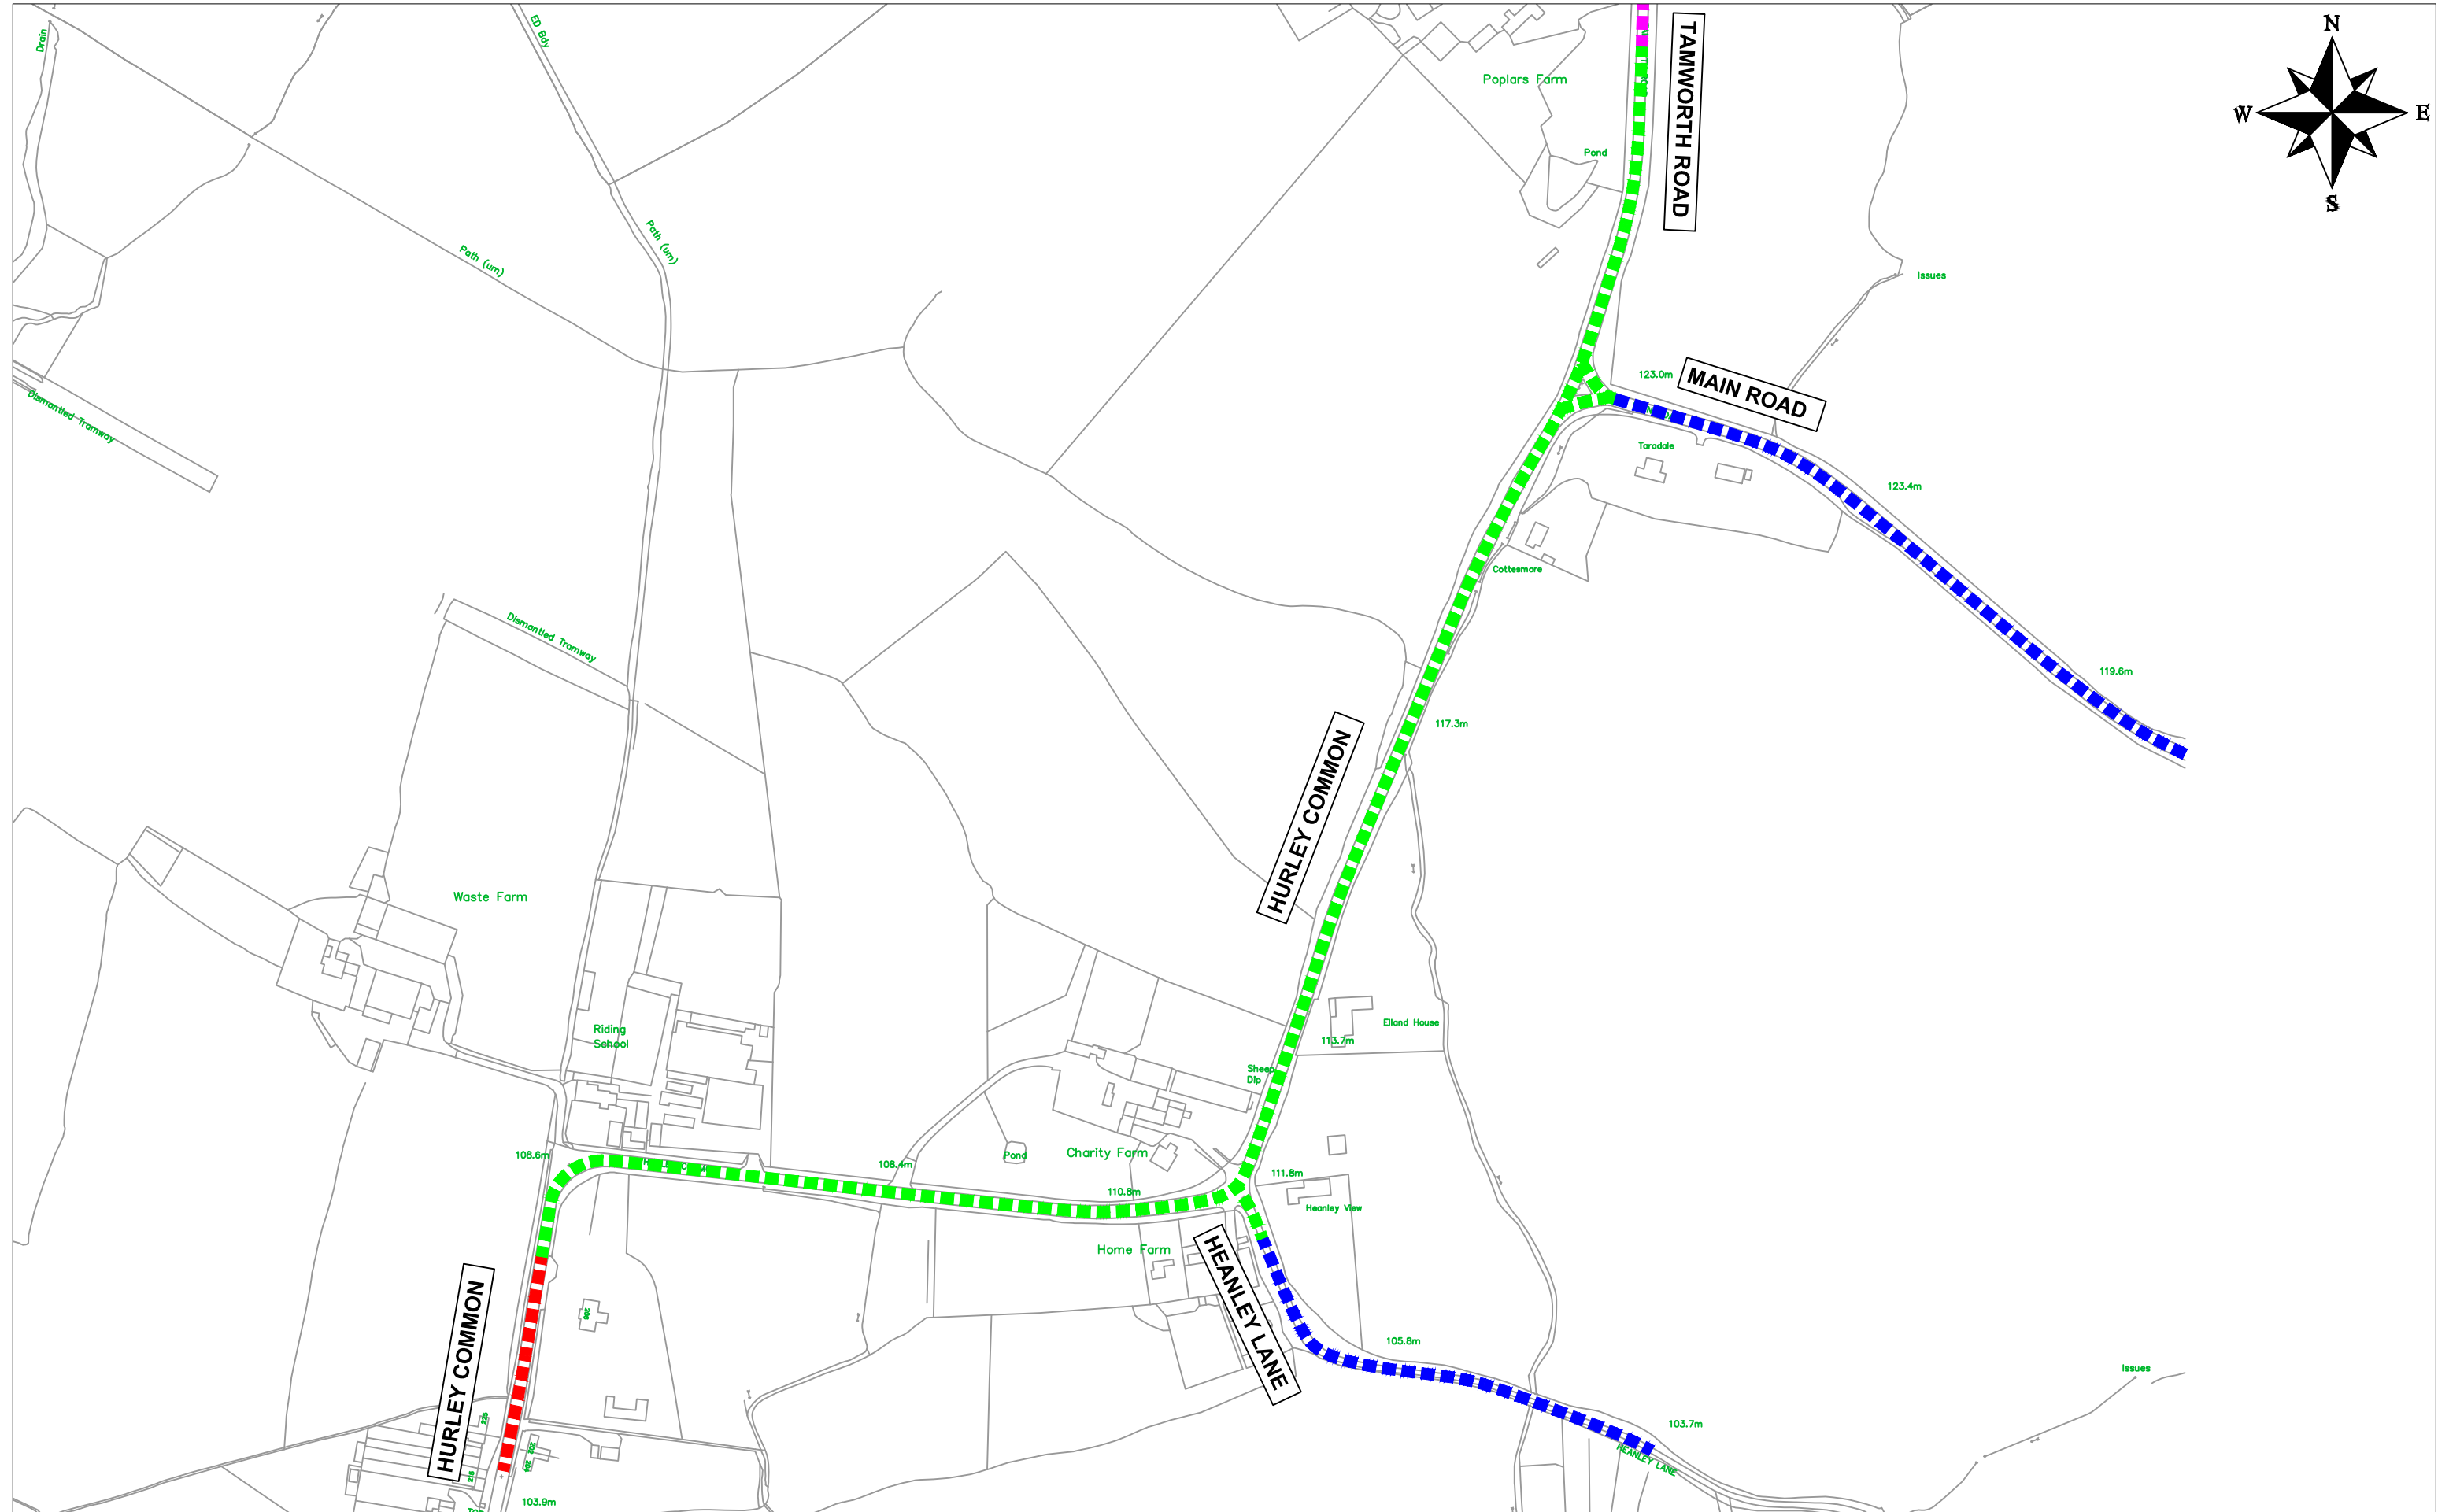 N
W
E
S
TAMWORTH ROAD
Drain
ED Bdy
Poplars Farm
Pond
Path (um)
Path (um)
Issues
123.0m
MAIN ROAD
Dismantled Tramway
Taradale
123.4m
Cottesmore
Dismantled Tramway
119.6m
117.3m
HURLEY COMMON
Waste Farm
Riding
School
Elland House
113.7m
Sheep
Dip
108.6m
108.4m
Pond
Charity Farm
110.8m
111.8m
Heanley View
Home Farm
HEANLEY LANE
HURLEY COMMON
105.8m
Issues
103.7m
HEANLEY LANE
103.9m